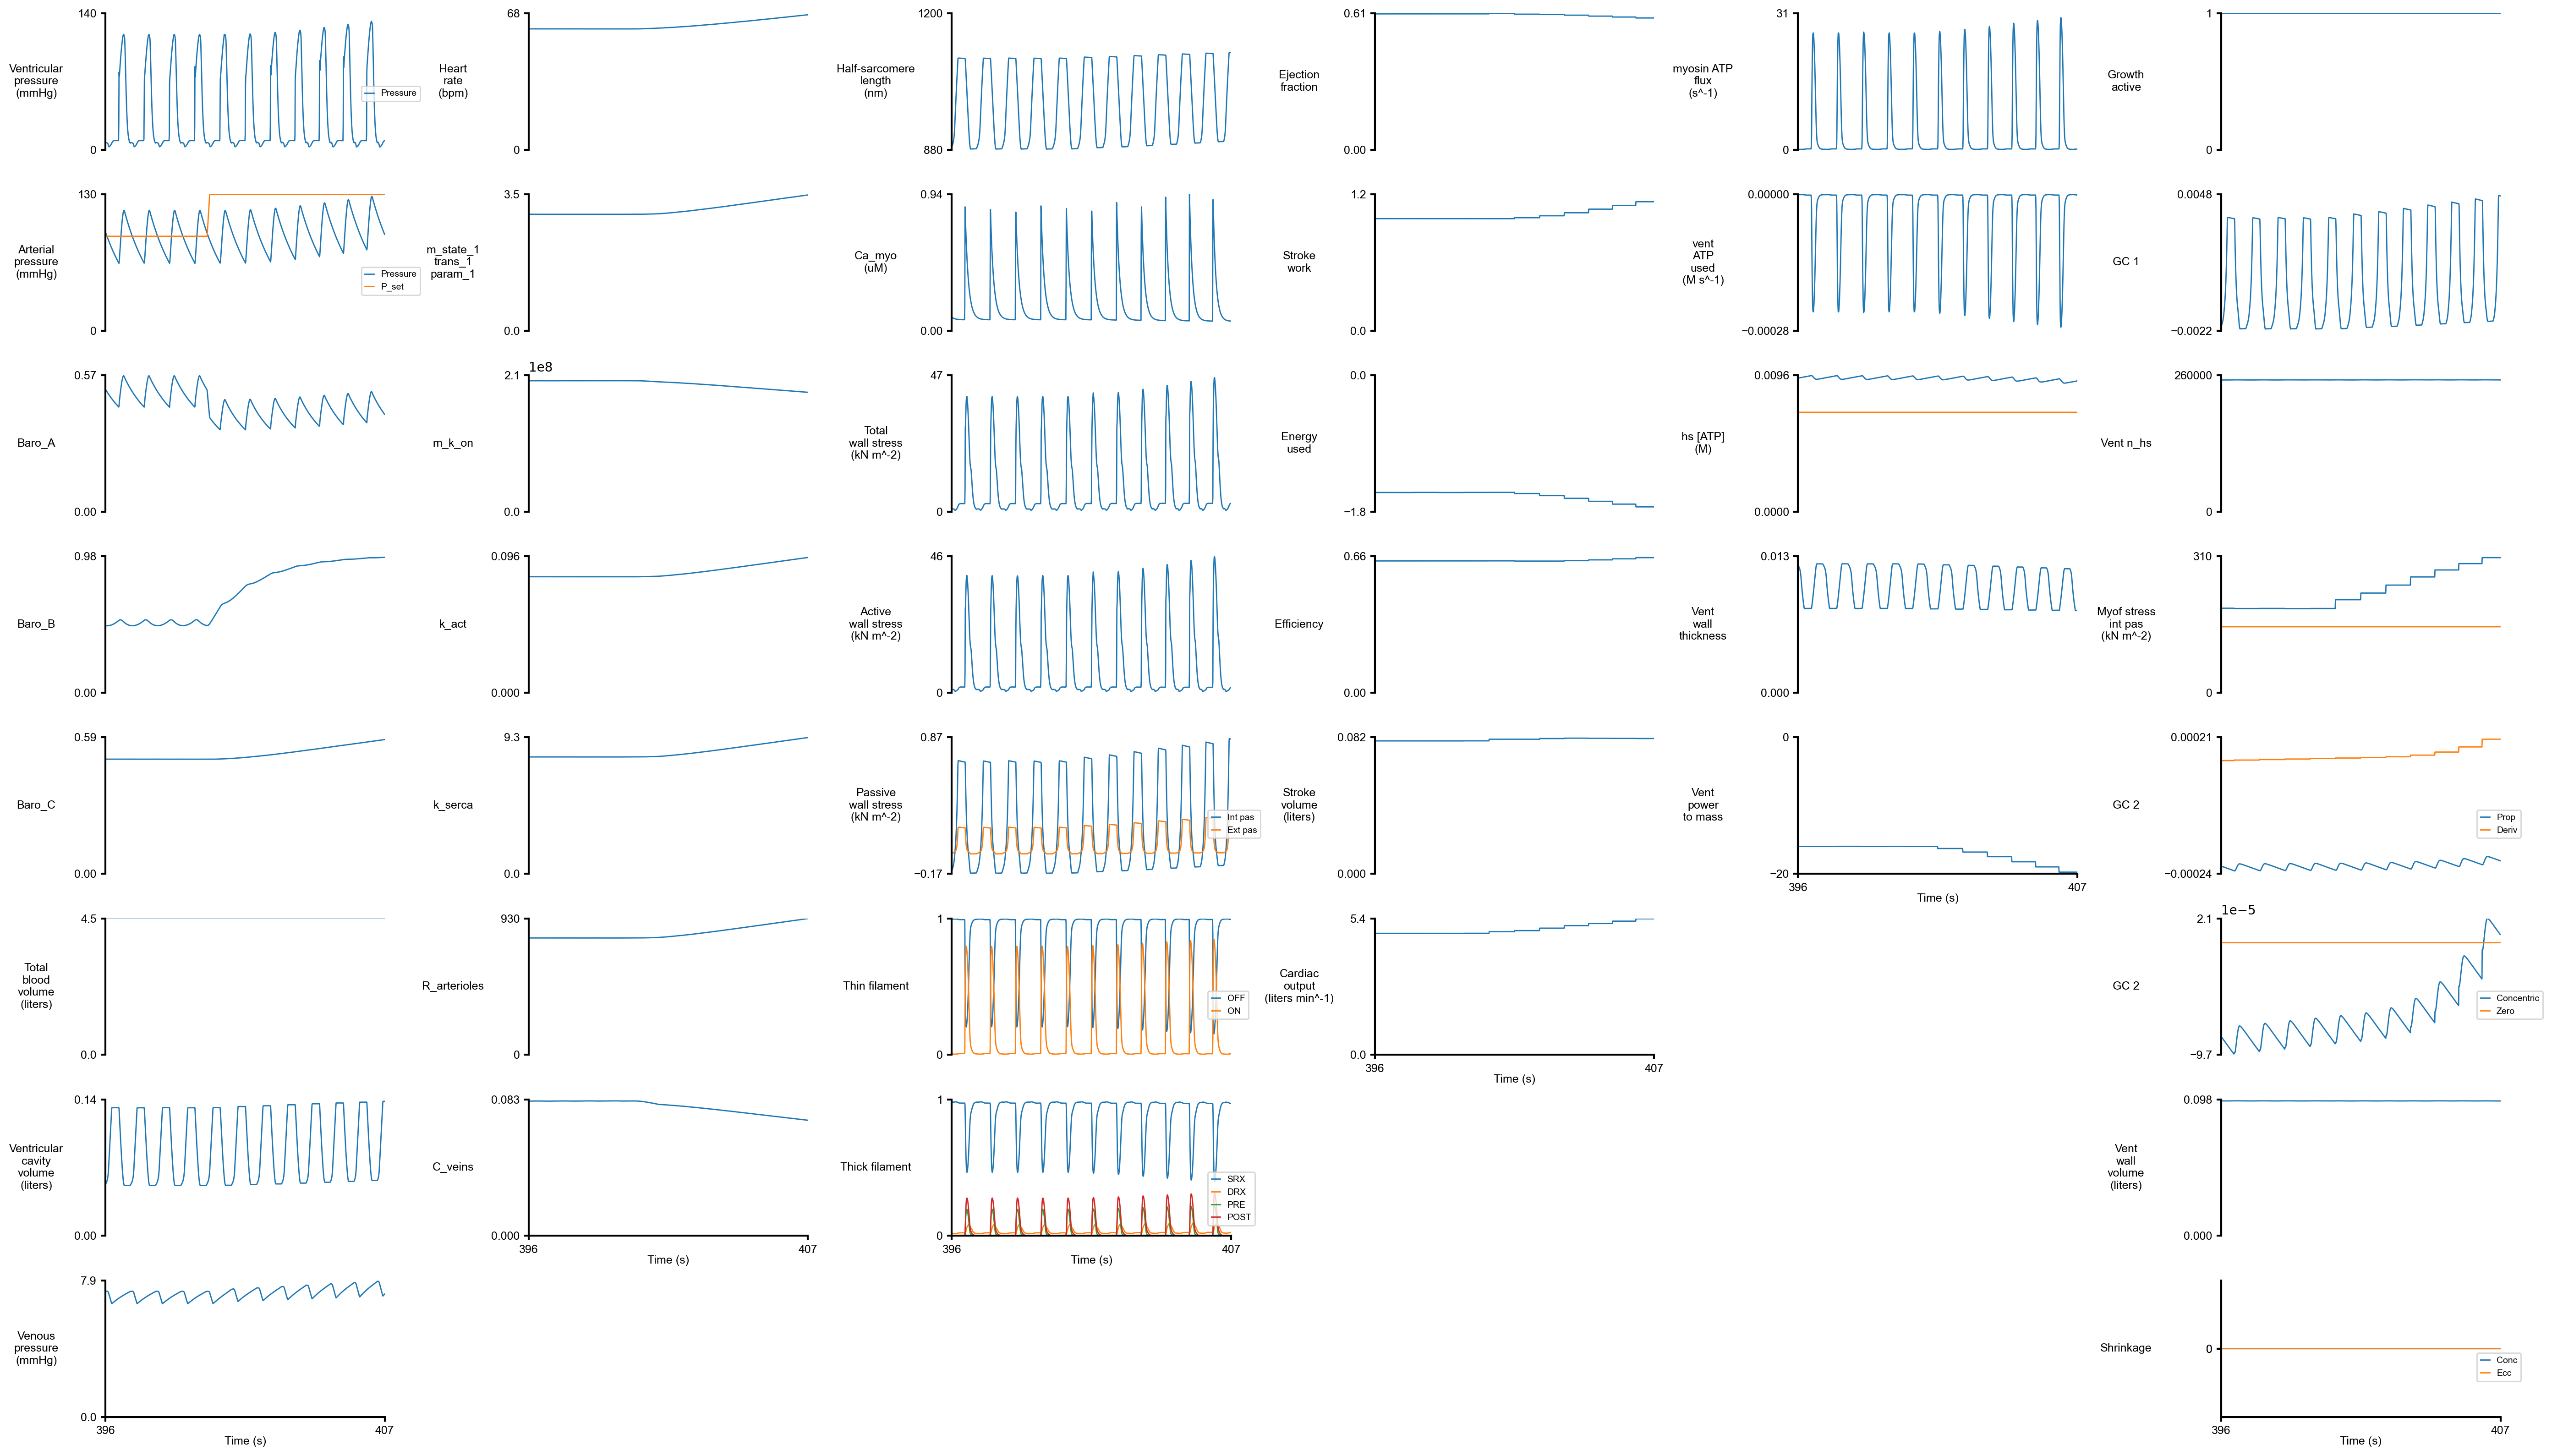 140
Ventricular
pressure
(mmHg)
0
Pressure
68
Heart
rate
(bpm)
0
1200
Half-sarcomere
length
(nm)
880
0.61
Ejection
fraction
0.00
31
myosin ATP
flux
(s^-1)
0
1
Growth
active
0
130
Arterial
pressure
(mmHg)
0
Pressure
P_set
3.5
m_state_1
trans_1
param_1
0.0
0.94
Ca_myo
(uM)
0.00
1.2
Stroke
work
0.0
0.00000
vent
ATP
used
(M s^-1)
−0.00028
0.0048
GC 1
−0.0022
0.57
Baro_A
0.00
1e8
2.1
m_k_on
0.0
47
Total
wall stress
(kN m^-2)
0
0.0
Energy
used
−1.8
0.0096
hs [ATP]
(M)
0.0000
260000
Vent n_hs
0
0.98
Baro_B
0.00
0.096
k_act
0.000
46
Active
wall stress
(kN m^-2)
0
0.66
Efficiency
0.00
0.013
Vent
wall
thickness
0.000
310
Myof stress
int pas
(kN m^-2)
0
0.59
Baro_C
0.00
9.3
k_serca
0.0
0.87
Passive
wall stress
(kN m^-2)
−0.17
Int pas
Ext pas
0.082
Stroke
volume
(liters)
0.000
0
Vent
power
to mass
−20
396
407
Time (s)
0.00021
GC 2
−0.00024
Prop
Deriv
4.5
Total
blood
volume
(liters)
0.0
930
R_arterioles
0
1
Thin filament
0
OFF
ON
5.4
Cardiac
output
(liters min^-1)
0.0
396
407
Time (s)
1e−5
2.1
GC 2
−9.7
Concentric
Zero
0.14
Ventricular
cavity
volume
(liters)
0.00
0.083
C_veins
0.000
396
407
Time (s)
1
Thick filament
0
SRX
DRX
PRE
POST
396
407
Time (s)
0.098
Vent
wall
volume
(liters)
0.000
7.9
Venous
pressure
(mmHg)
0.0
396
407
Time (s)
Shrinkage
0
Conc
Ecc
396
407
Time (s)